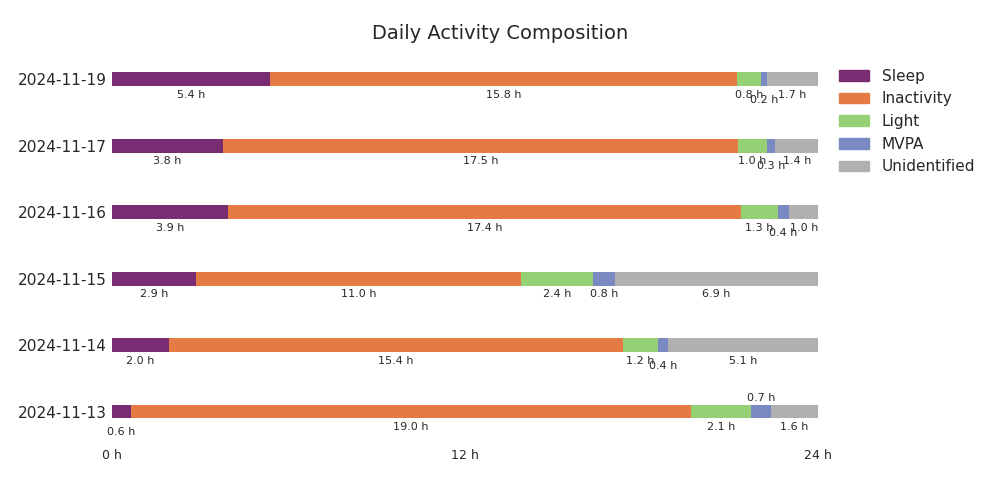 Daily Activity Composition
2024-11-19
5.4 h 15.8 h 0.8 h 0.2 h 1.7 h
2024-11-17
3.8 h 17.5 h 1.0 h 0.3 h 1.4 h
2024-11-16
3.9 h 17.4 h 1.3 h 0.4 h 1.0 h
2024-11-15
2.9 h 11.0 h 2.4 h 0.8 h 6.9 h
2024-11-14
2.0 h 15.4 h 1.2 h 0.4 h 5.1 h
2024-11-13
0.6 h 19.0 h 2.1 h 0.7 h 1.6 h
0 h 12 h 24 h
Sleep
Inactivity
Light
MVPA
Unidentified